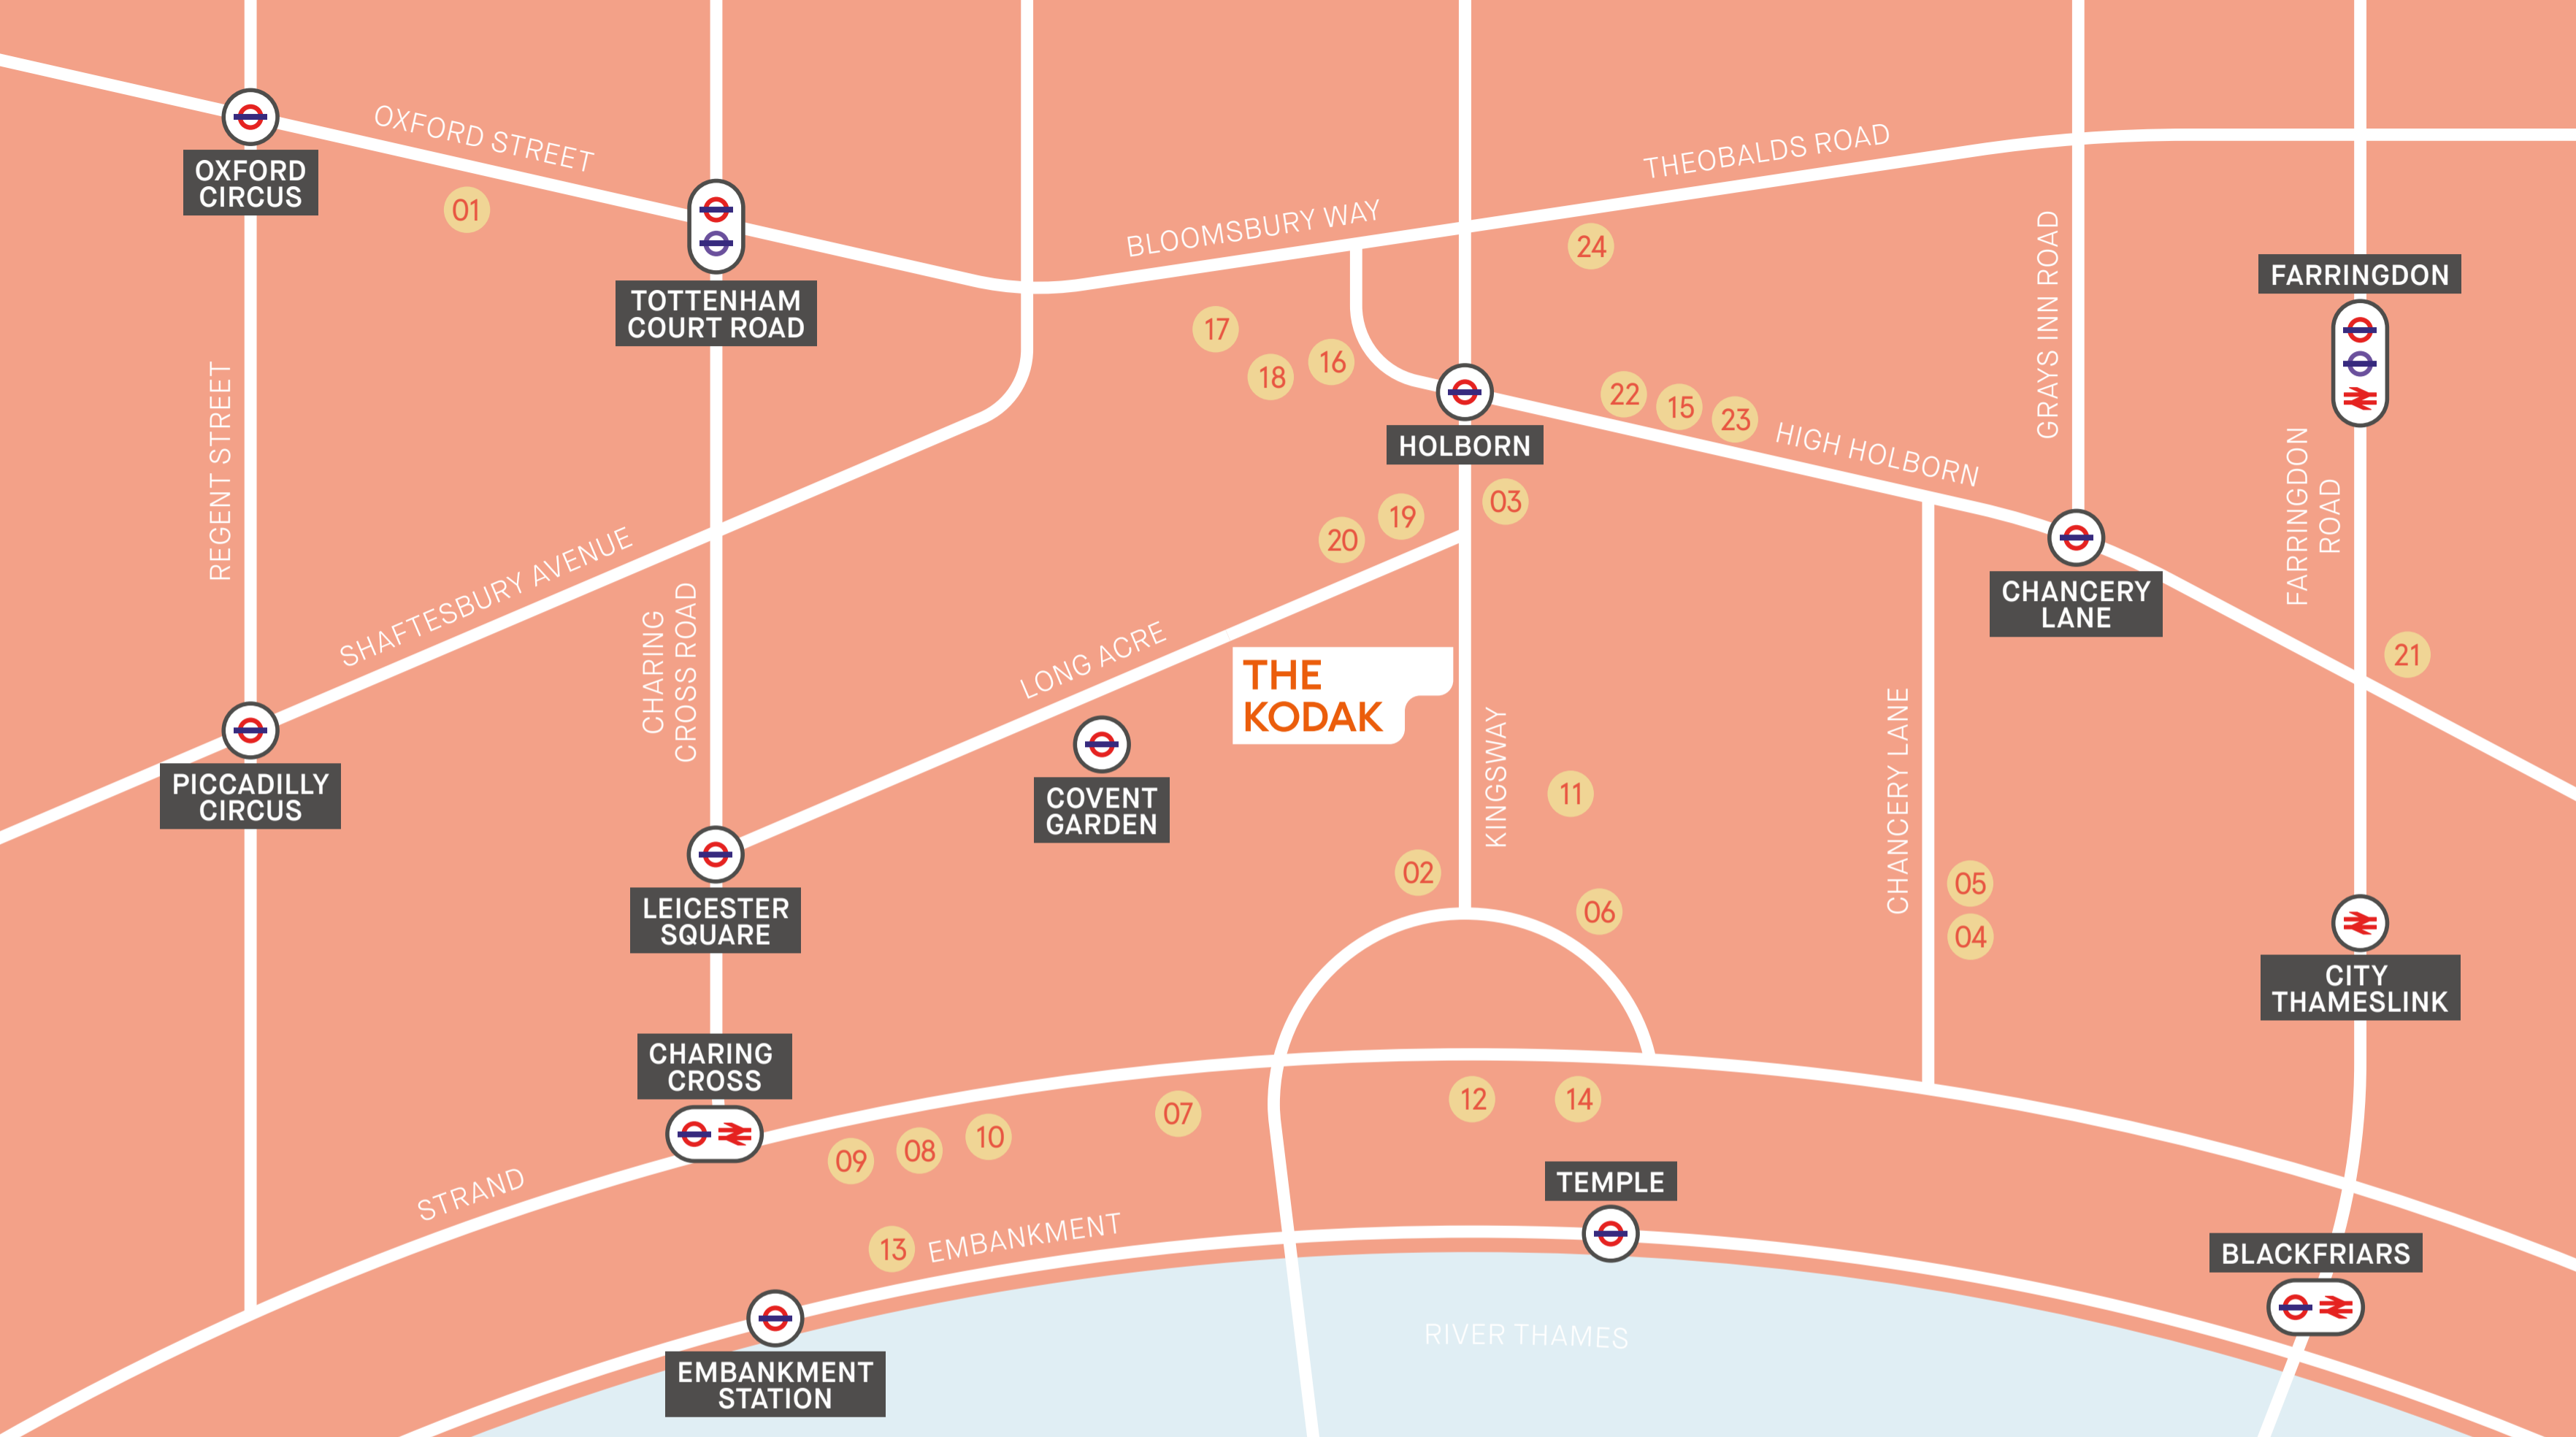 OXFORD
CIRCUS
OXFORD STREET
01
TOTTENHAM
COURT ROAD
BLOOMSBURY WAY
THEOBALDS ROAD
24
GRAYS INN ROAD
FARRINGDON
17
18
16
HOLBORN
22
15
23
HIGH HOLBORN
REGENT STREET
SHAFTESBURY AVENUE
CHARING
CROSS ROAD
20
19
03
CHANCERY
LANE
FARRINGDON
ROAD
21
LONG ACRE
THE
KODAK
PICCADILLY
CIRCUS
COVENT
GARDEN
KINGSWAY
11
CHANCERY LANE
LEICESTER
SQUARE
02
06
05
04
CITY
THAMESLINK
CHARING
CROSS
09
08
10
07
12
14
STRAND
13
EMBANKMENT
TEMPLE
BLACKFRIARS
EMBANKMENT
STATION
RIVER THAMES